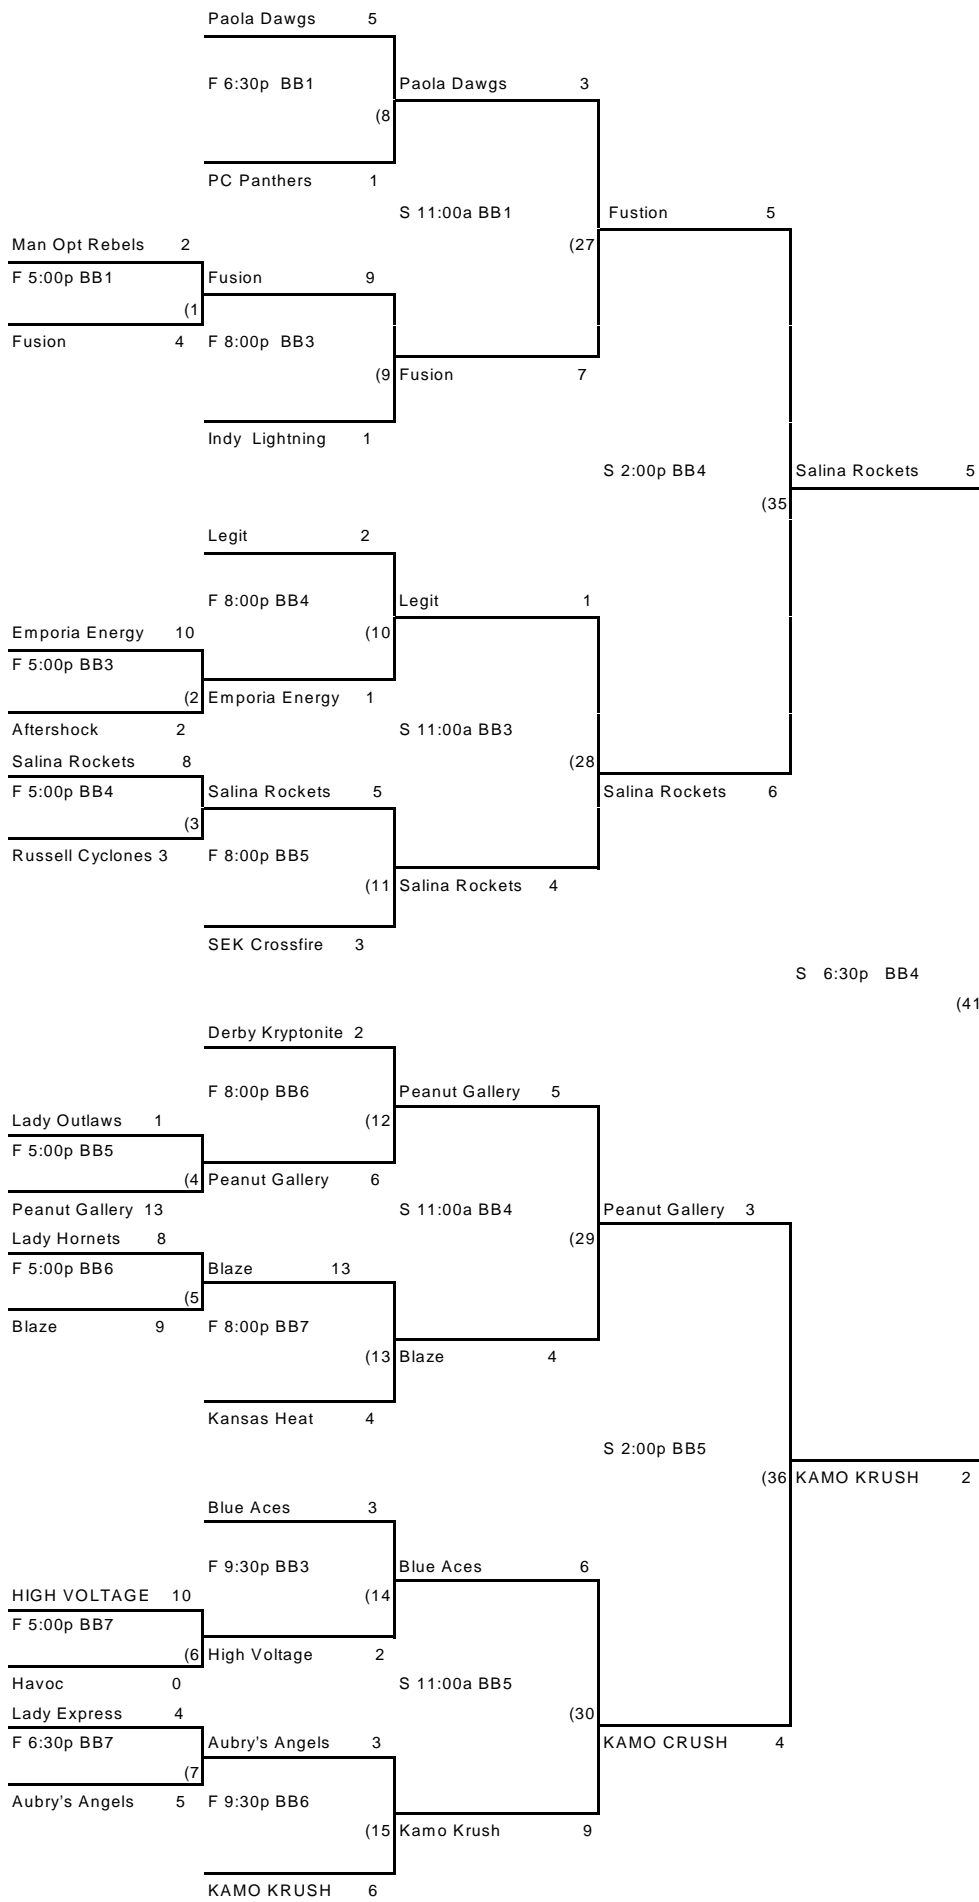 Paola Dawgs 5
F 6:30p BB1 Paola Dawgs 3
(8
PC Panthers 1
S 11:00a BB1 Fustion 5
Man Opt Rebels 2 (27
F 5:00p BB1 Fusion 9
(1
Fusion 4 F 8:00p BB3
(9 Fusion 7
Indy Lightning 1
S 2:00p BB4 Salina Rockets 5
(35
Legit 2
F 8:00p BB4 Legit 1
Emporia Energy 10 (10
F 5:00p BB3
(2 Emporia Energy 1
Aftershock 2 S 11:00a BB3
Salina Rockets 8 (28
F 5:00p BB4 Salina Rockets 5 Salina Rockets 6
(3
Russell Cyclones 3 F 8:00p BB5
(11 Salina Rockets 4
SEK Crossfire 3
S 6:30p BB4
(41
Derby Kryptonite 2
F 8:00p BB6 Peanut Gallery 5
Lady Outlaws 1 (12
F 5:00p BB5
(4 Peanut Gallery 6
Peanut Gallery 13 S 11:00a BB4 Peanut Gallery 3
Lady Hornets 8 (29
F 5:00p BB6 Blaze 13
(5
Blaze 9 F 8:00p BB7
(13 Blaze 4
Kansas Heat 4
S 2:00p BB5
(36 KAMO KRUSH 2
Blue Aces 3
F 9:30p BB3 Blue Aces 6
HIGH VOLTAGE 10 (14
F 5:00p BB7
(6 High Voltage 2
Havoc 0 S 11:00a BB5
Lady Express 4 (30
F 6:30p BB7 Aubry's Angels 3 KAMO CRUSH 4
(7
Aubry's Angels 5 F 9:30p BB6
(15 Kamo Krush 9
KAMO KRUSH 6